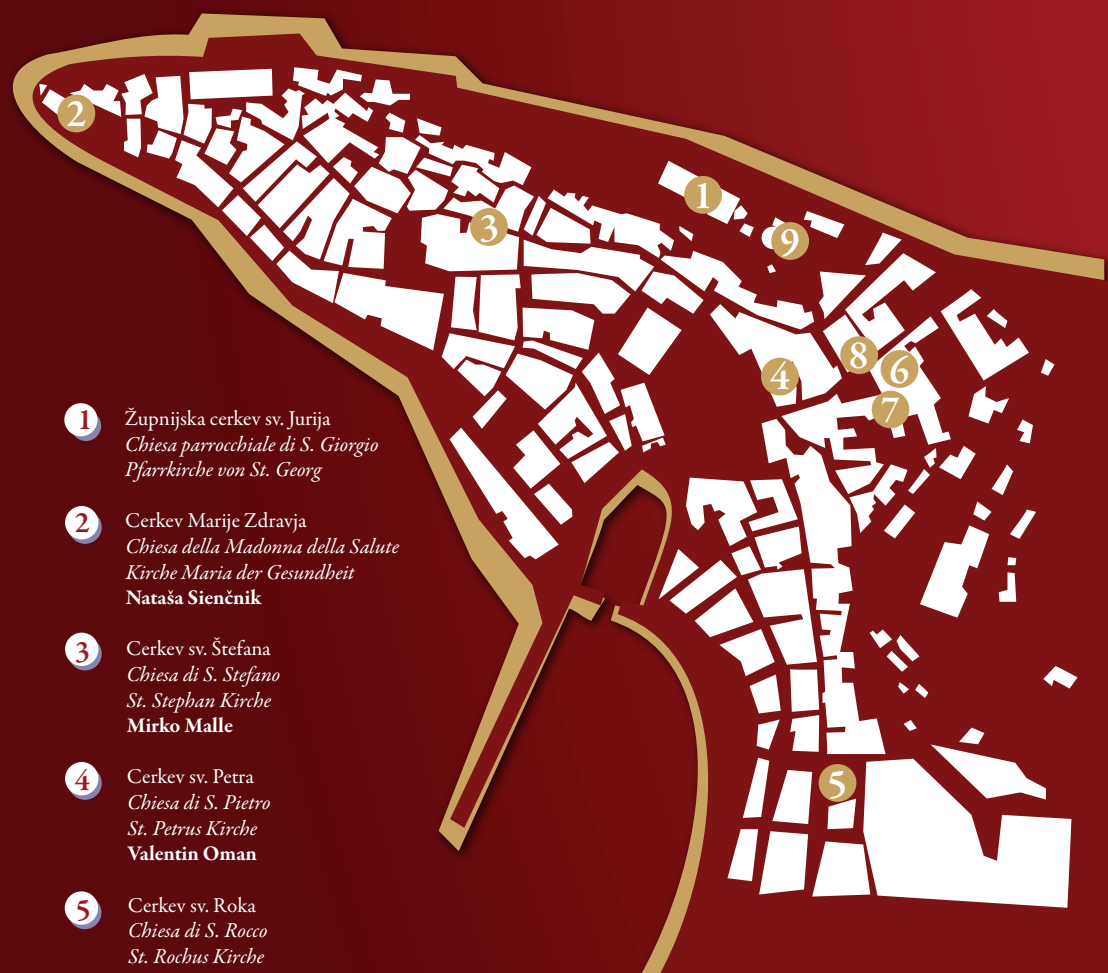 2
1
3
9
8
6
4
7
5
1 Župnijska cerkev sv. Jurija
Chiesa parrocchiale di S. Giorgio
Pfarrkirche von St. Georg
2 Cerkev Marije Zdravja
Chiesa della Madonna della Salute
Kirche Maria der Gesundheit
Nataša Sienčnik
3 Cerkev sv. Štefana
Chiesa di S. Stefano
St. Stephan Kirche
Mirko Malle
4 Cerkev sv. Petra
Chiesa di S. Pietro
St. Petrus Kirche
Valentin Oman
5 Cerkev sv. Roka
Chiesa di S. Rocco
St. Rochus Kirche